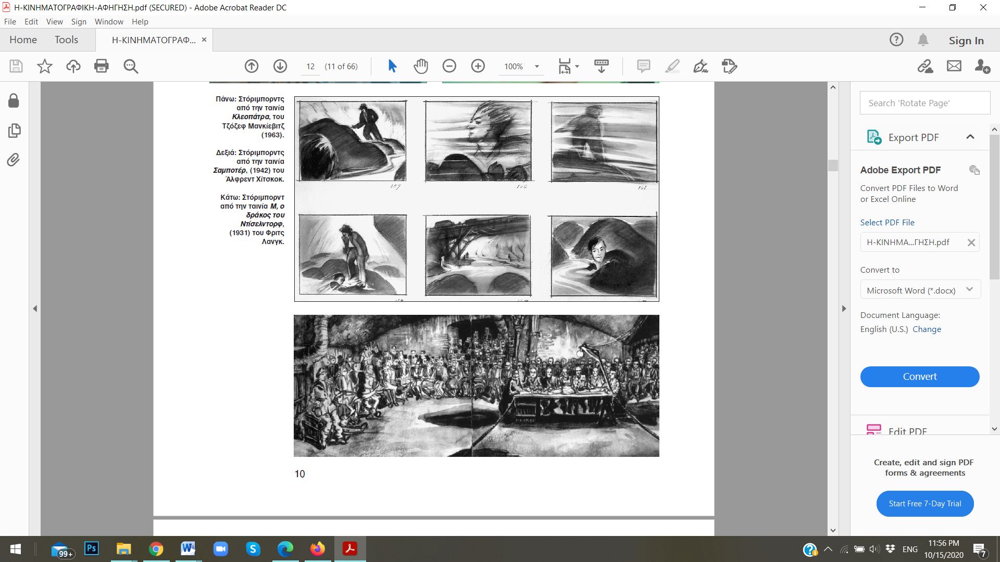 Η-ΚΙΝΗΜΑΤΟΓΡΑΦΙΚΗ-ΑΦΗΓΗΣΗ.pdf (SECURED) - Adobe Acrobat Reader DC
File Edit View Sign Window Help
Home Tools Η-ΚΙΝΗΜΑΤΟΓΡΑΦ... ×
Sign In
12 (11 of 66) 100%
Πάνω: Στόριμπορντς
από την ταινία
Κλεοπάτρα, του
Τζόζεφ Μανκίεβιτζ
(1963).
Δεξιά: Στόριμπορντς
από την ταινία
Σαμποτέρ, (1942) του
Άλφρεντ Χίτσκοκ.
Κάτω: Στόριμπορντ
από την ταινία Μ, ο
δράκος του
Ντίσελντορφ,
(1931) του Φριτς
Λανγκ.
159
160
161
10
Search 'Rotate Page'
Export PDF
Adobe Export PDF
Convert PDF Files to Word
or Excel Online
Select PDF File
Η-ΚΙΝΗΜΑ...ΓΗΣΗ.pdf
Convert to
Microsoft Word (*.docx)
Document Language:
English (U.S.) Change
Convert
Edit PDF
Create, edit and sign PDF
forms & agreements
Start Free 7-Day Trial
99+
Ps
ENG
11:56 PM
10/15/2020
7